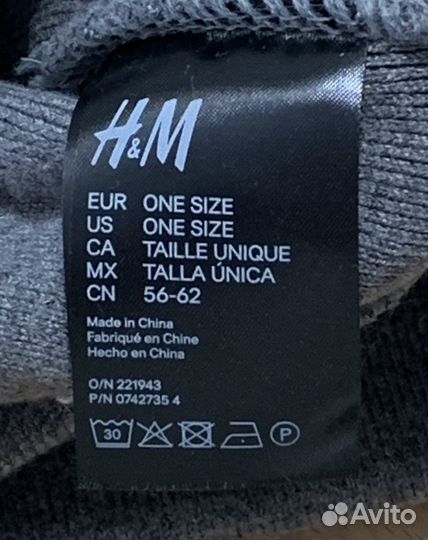 H&M
EUR ONE SIZE
US ONE SIZE
CA TAILLE UNIQUE
MX TALLA ÚNICA
CN 56-62
Made in China
Fabriqué en Chine
Hecho en China
O/N 221943
P/N 0742735 4
30 P
Avito